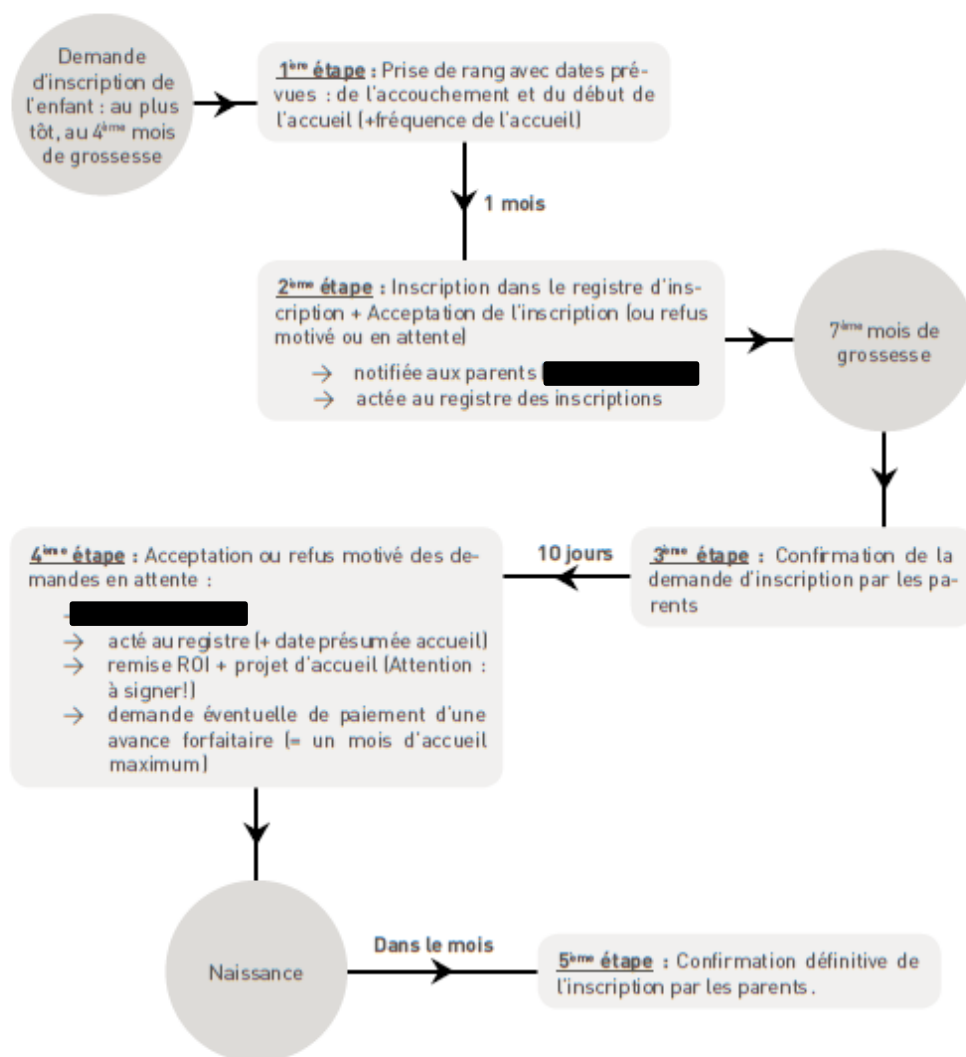 Demande
d'inscription de
l'enfant : au plus
tôt, au 4ème mois
de grossesse
1ère étape : Prise de rang avec dates pré-
vues : de l'accouchement et du début de
l'accueil (+fréquence de l'accueil)
1 mois
2ème étape : Inscription dans le registre d'ins-
cription + Acceptation de l'inscription (ou refus
motivé ou en attente)
→ notifiée aux parents (
→ actée au registre des inscriptions
7ème mois de
grossesse
3ème étape : Confirmation de la
demande d'inscription par les pa-
rents
10 jours
4ème étape : Acceptation ou refus motivé des de-
mandes en attente :
→ acté au registre (+ date présumée accueil)
→ remise ROI + projet d'accueil (Attention :
à signer!)
→ demande éventuelle de paiement d'une
avance forfaitaire (= un mois d'accueil
maximum)
Naissance
Dans le mois
5ème étape : Confirmation définitive de
l'inscription par les parents.